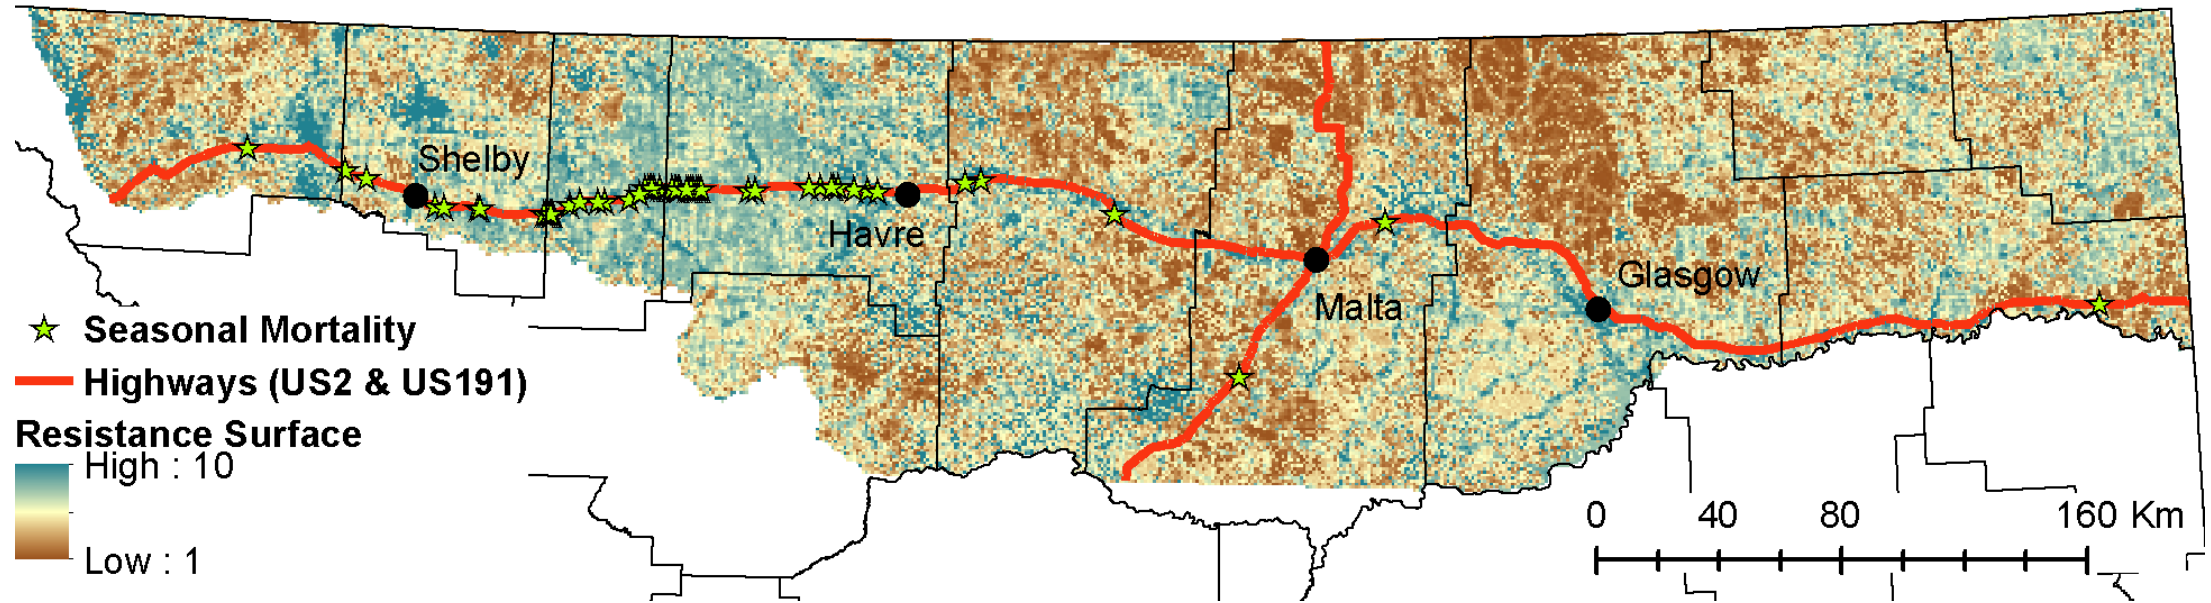 Shelby
Havre
Malta
Glasgow
Seasonal Mortality
Highways (US2 & US191)
Resistance Surface
High : 10
Low : 1
0 40 80 160 Km